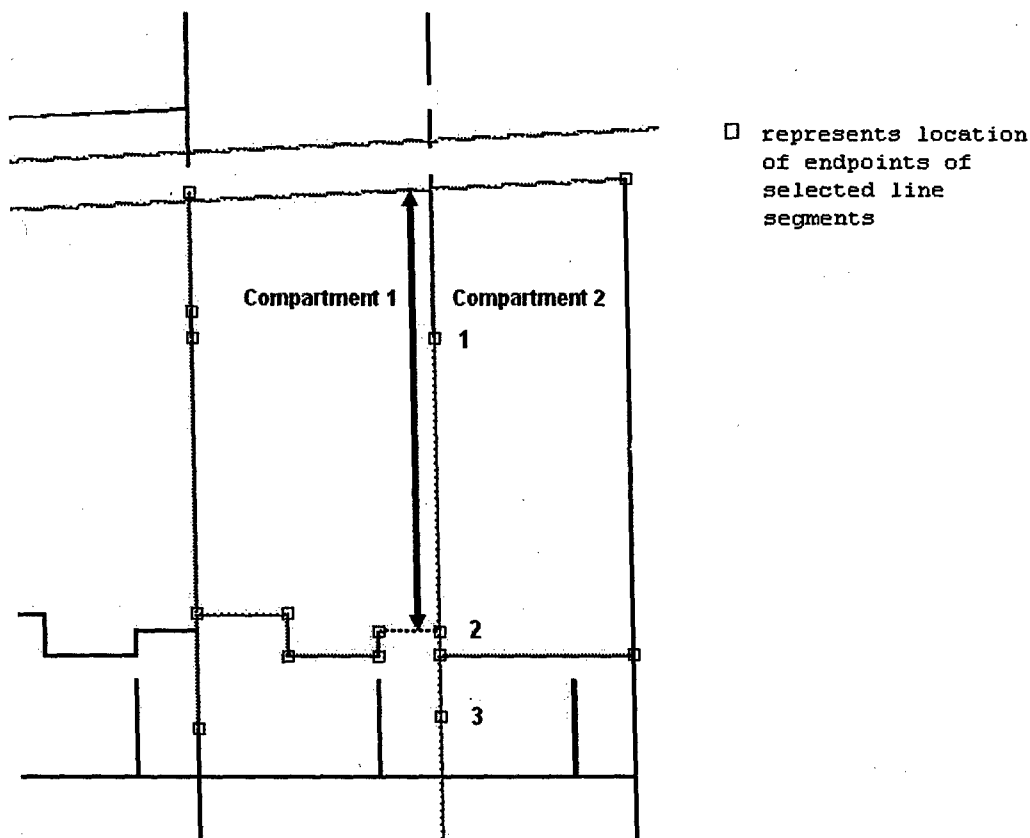 represents location
of endpoints of
selected line
segments
Compartment 1
Compartment 2
1
2
3